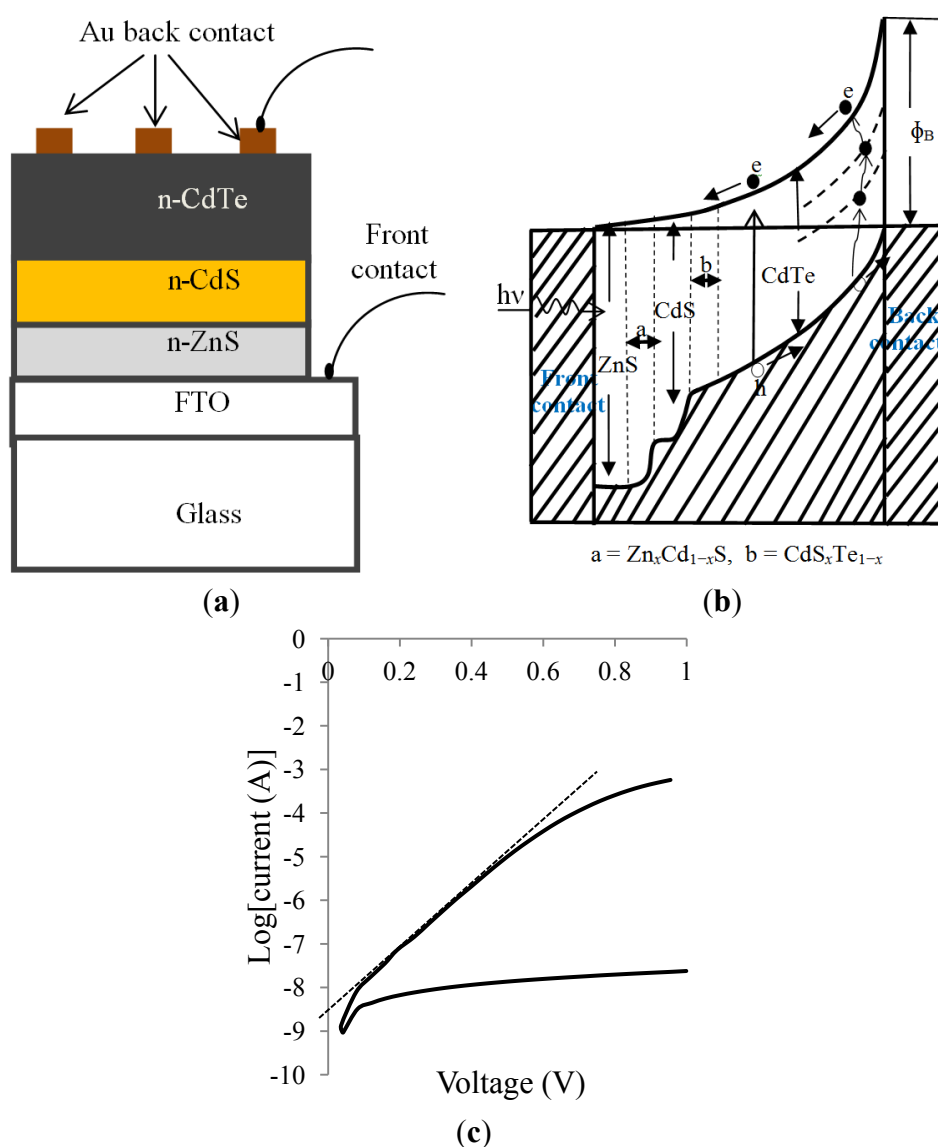 Au back contact
n-CdTe
n-CdS
n-ZnS
FTO
Glass
Front
contact
(a)
e
e
ϕB
b
CdTe
hν
CdS
a
ZnS
Back
contact
Front
contact
h
a = ZnxCd1−xS, b = CdSxTe1−x
(b)
0
0 0.2 0.4 0.6 0.8 1
-1
-2
-3
-4
-5
-6
-7
-8
-9
-10
Log[current (A)]
Voltage (V)
(c)